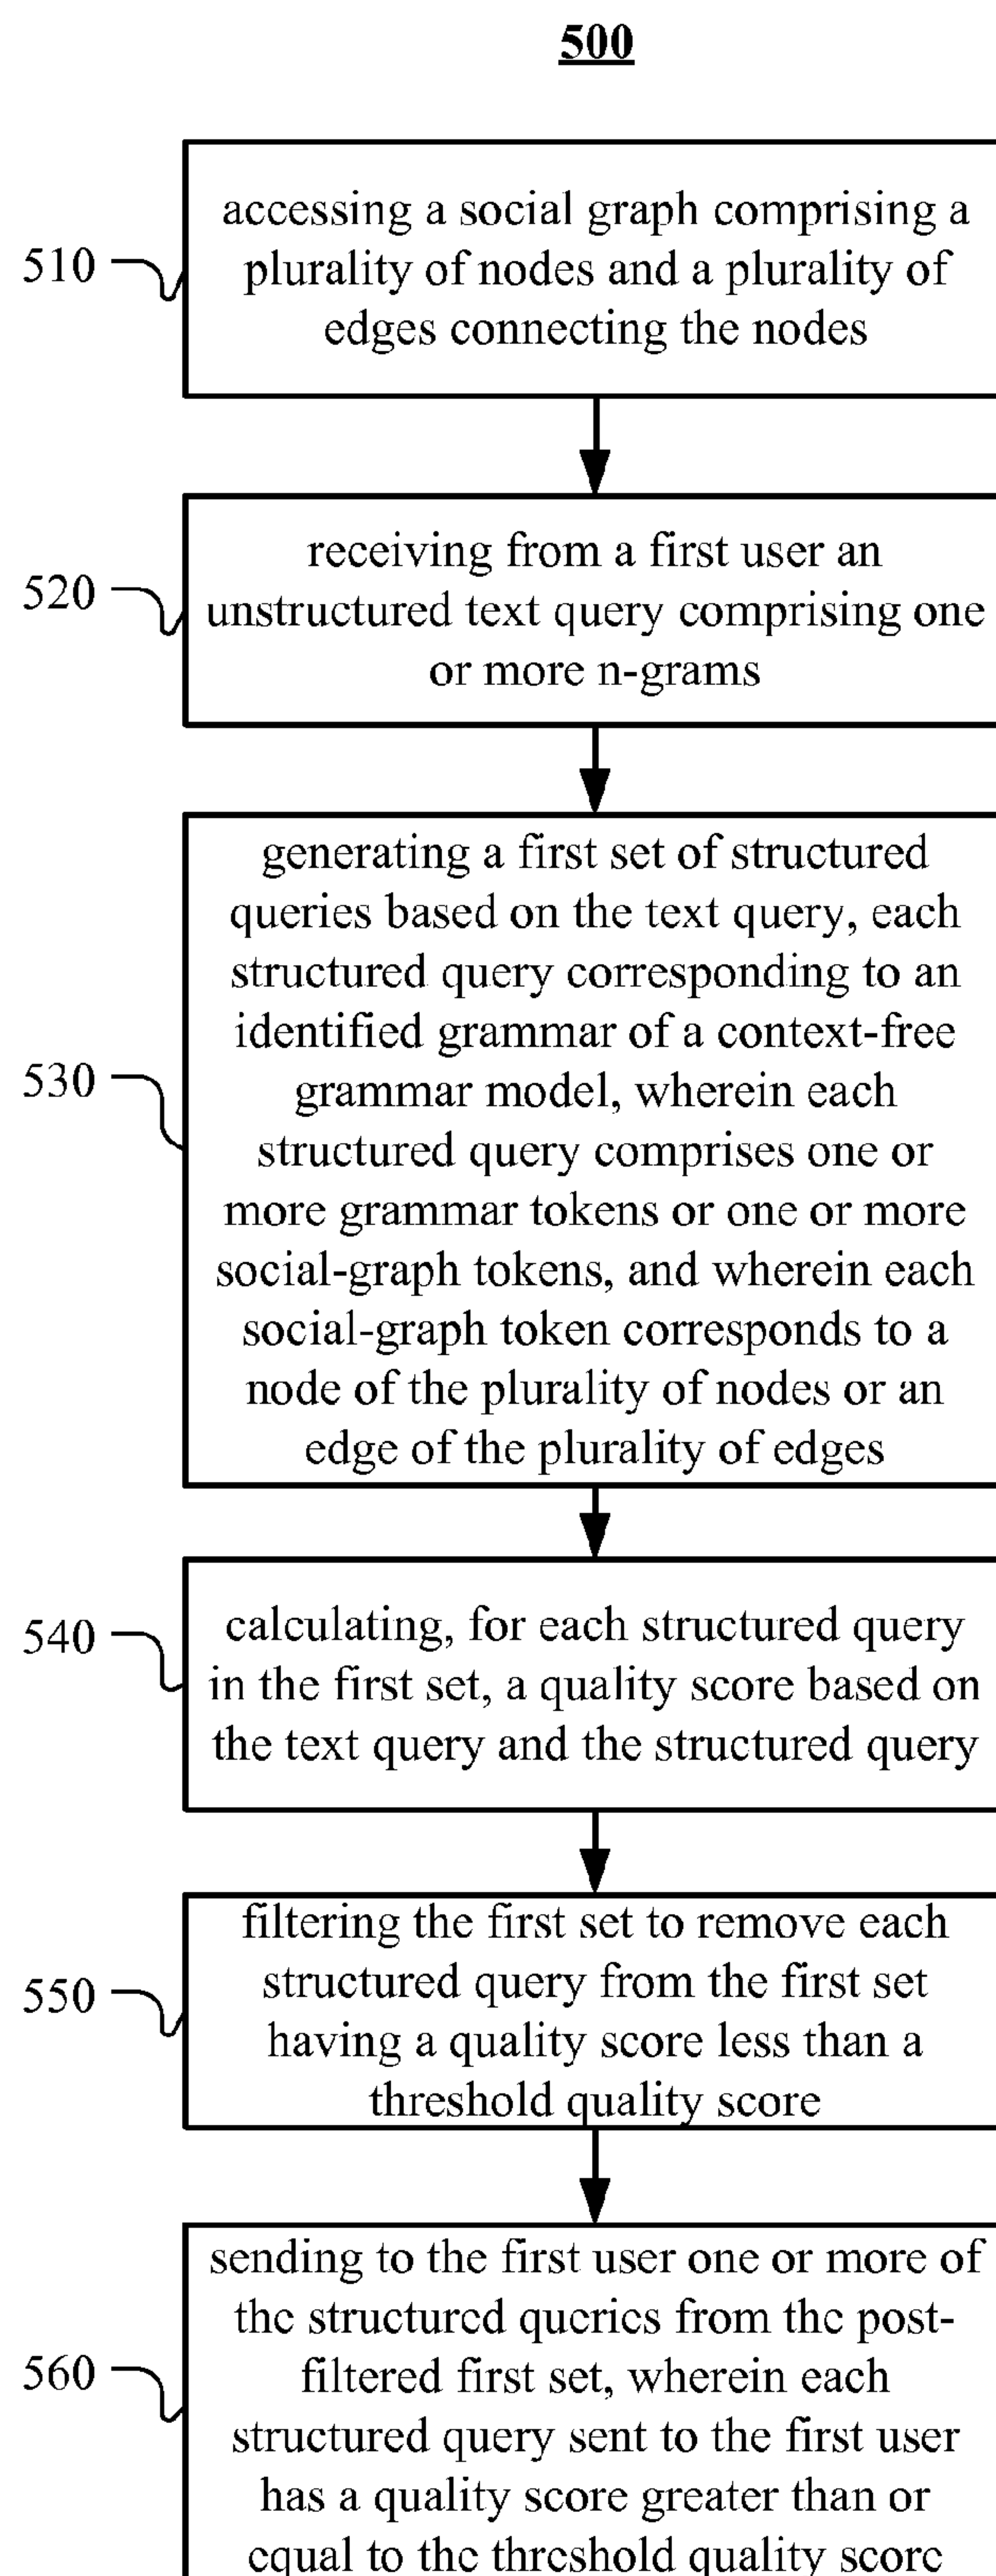 500
510
accessing a social graph comprising a
plurality of nodes and a plurality of
edges connecting the nodes
520
receiving from a first user an
unstructured text query comprising one
or more n-grams
530
generating a first set of structured
queries based on the text query, each
structured query corresponding to an
identified grammar of a context-free
grammar model, wherein each
structured query comprises one or
more grammar tokens or one or more
social-graph tokens, and wherein each
social-graph token corresponds to a
node of the plurality of nodes or an
edge of the plurality of edges
540
calculating, for each structured query
in the first set, a quality score based on
the text query and the structured query
550
filtering the first set to remove each
structured query from the first set
having a quality score less than a
threshold quality score
560
sending to the first user one or more of
the structured queries from the post-
filtered first set, wherein each
structured query sent to the first user
has a quality score greater than or
equal to the threshold quality score